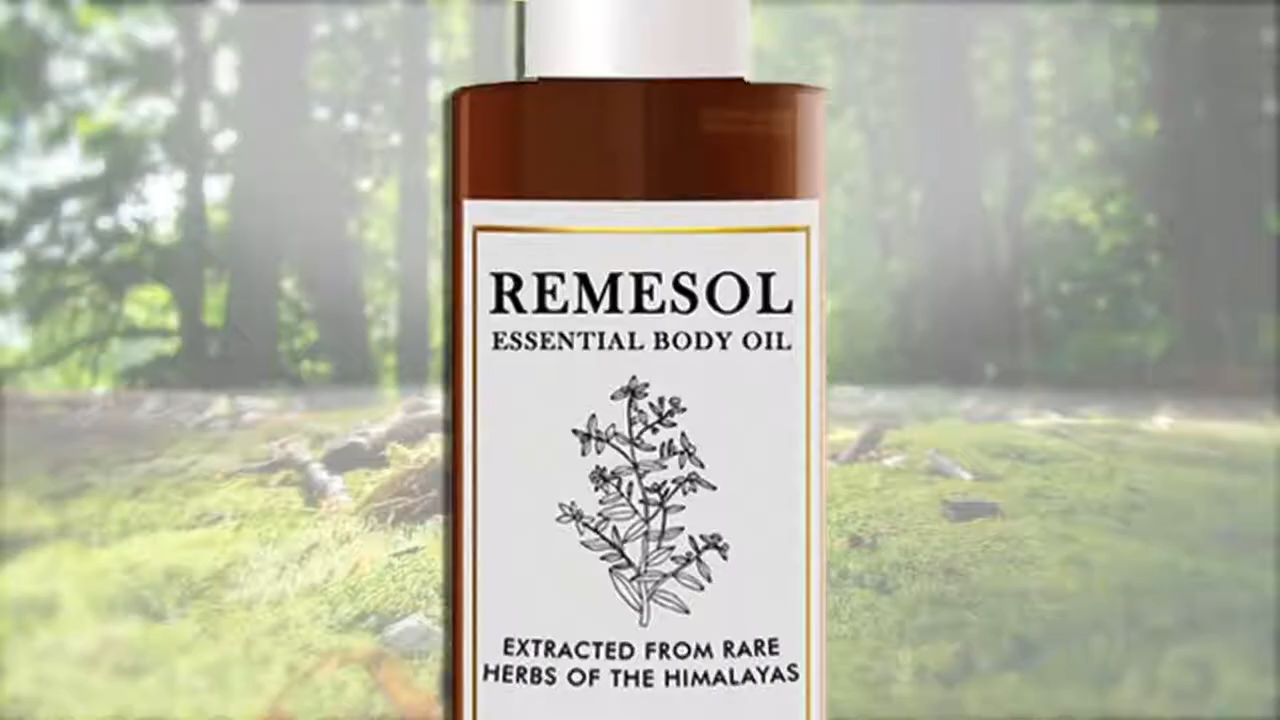 REMESOL
ESSENTIAL BODY OIL
EXTRACTED FROM RARE
HERBS OF THE HIMALAYAS